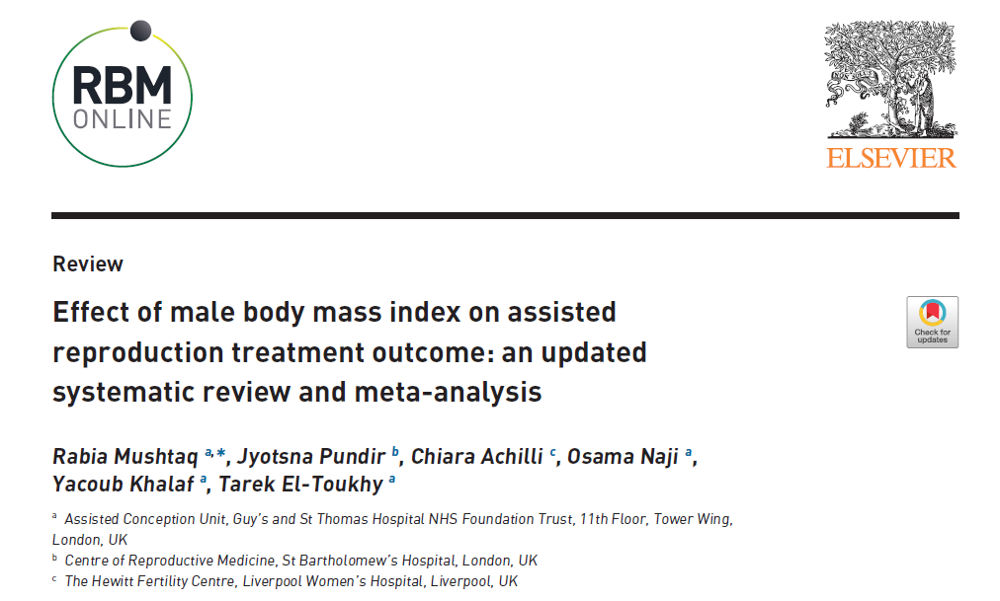 RBM
ONLINE
ELSEVIER
Review
Effect of male body mass index on assisted
reproduction treatment outcome: an updated
systematic review and meta-analysis
Check for
updates
Rabia Mushtaq a,*, Jyotsna Pundir b, Chiara Achilli c, Osama Naji a,
Yacoub Khalaf a, Tarek El-Toukhy a
a Assisted Conception Unit, Guy's and St Thomas Hospital NHS Foundation Trust, 11th Floor, Tower Wing,
London, UK
b Centre of Reproductive Medicine, St Bartholomew's Hospital, London, UK
c The Hewitt Fertility Centre, Liverpool Women's Hospital, Liverpool, UK